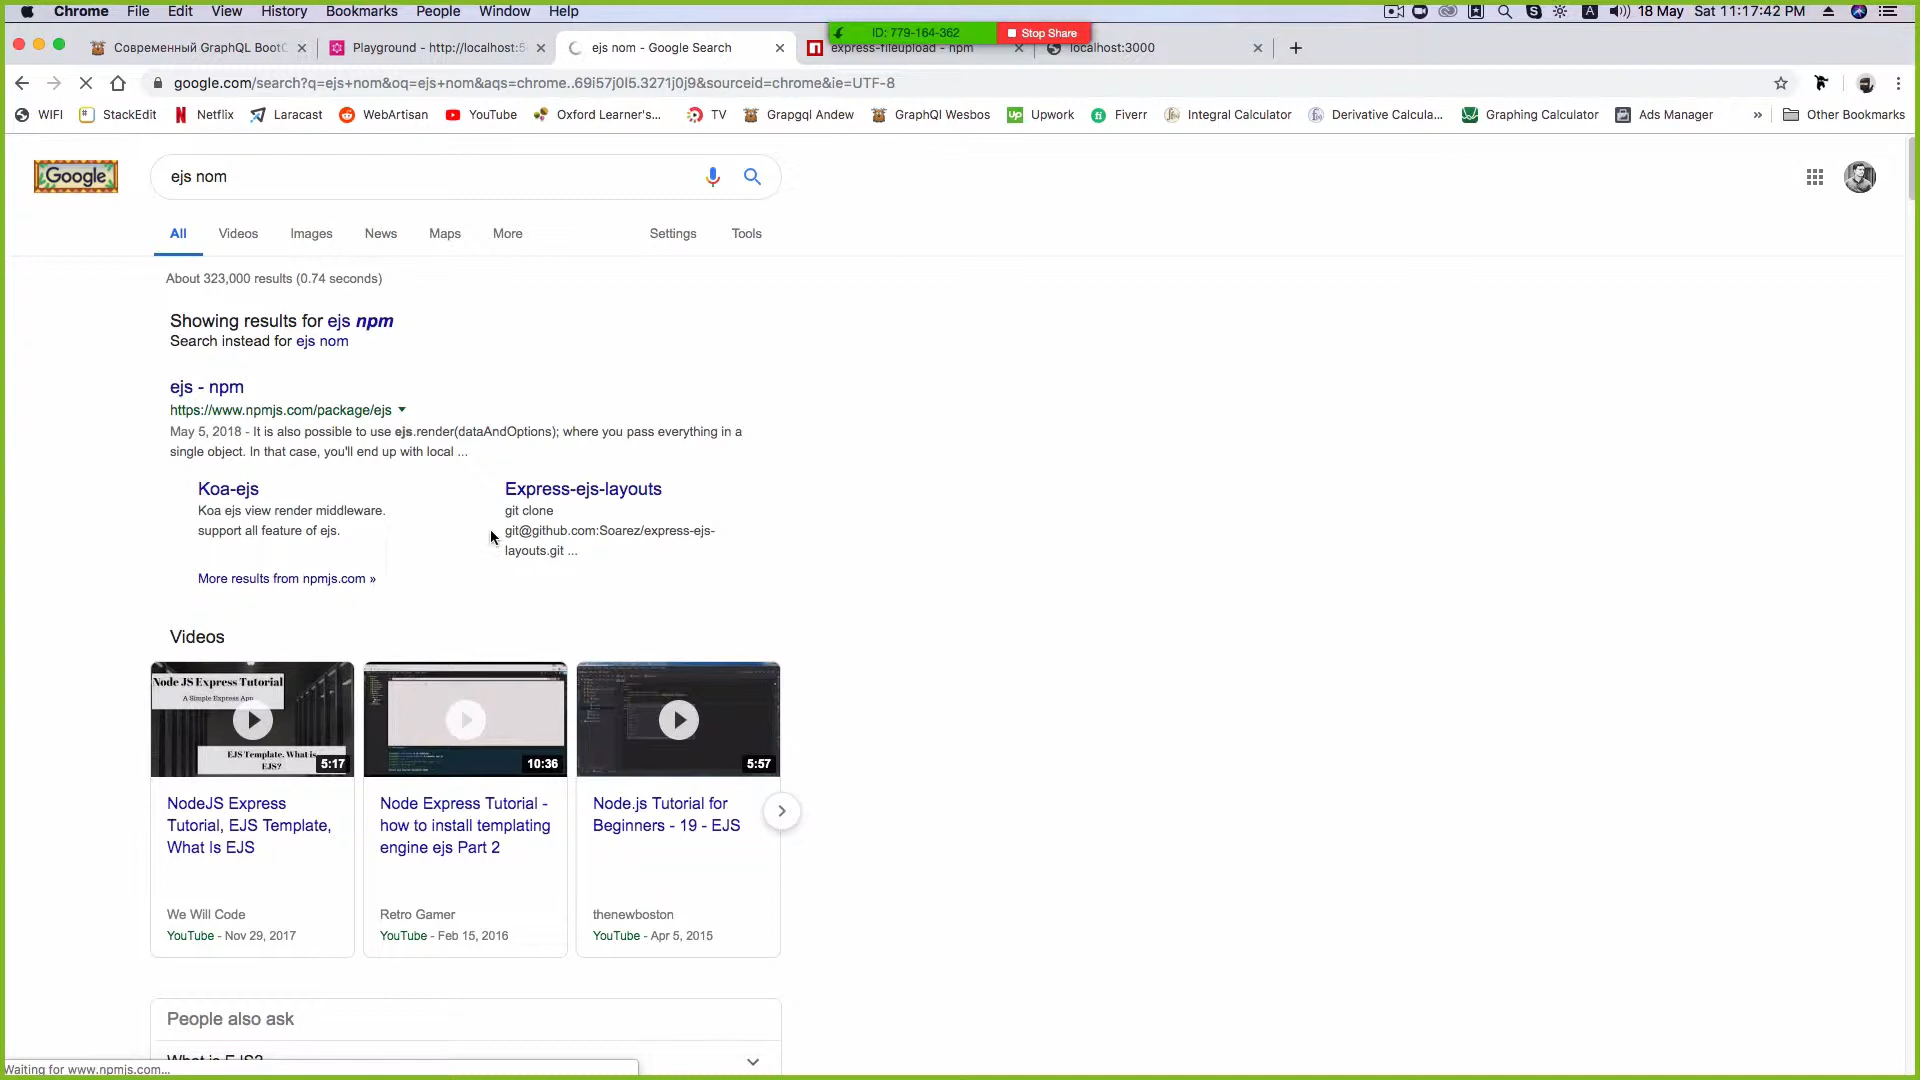 Chrome File Edit View History Bookmarks People Window Help
18 May Sat 11:17:42 PM
ID: 779-164-362 Stop Share
Современный GraphQL BootC
Playground - http://localhost:5
ejs nom - Google Search
express-fileupload - npm
localhost:3000
google.com/search?q=ejs+nom&oq=ejs+nom&aqs=chrome..69i57j0l5.3271j0j9&sourceid=chrome&ie=UTF-8
WIFI StackEdit Netflix Laracast WebArtisan YouTube Oxford Learner's... TV Grapgql Andew GraphQl Wesbos Upwork Fiverr Integral Calculator Derivative Calcula... Graphing Calculator Ads Manager » Other Bookmarks
Google
ejs nom
All Videos Images News Maps More Settings Tools
About 323,000 results (0.74 seconds)
Showing results for ejs npm
Search instead for ejs nom
ejs - npm
https://www.npmjs.com/package/ejs
May 5, 2018 - It is also possible to use ejs.render(dataAndOptions); where you pass everything in a
single object. In that case, you'll end up with local ...
Koa-ejs
Koa ejs view render middleware.
support all feature of ejs.
Express-ejs-layouts
git clone
git@github.com:Soarez/express-ejs-
layouts.git ...
More results from npmjs.com »
Videos
Node JS Express Tutorial
A Simple Express App
EJS Template. What is
EJS?
5:17
10:36
5:57
NodeJS Express
Tutorial, EJS Template,
What Is EJS
We Will Code
YouTube - Nov 29, 2017
Node Express Tutorial -
how to install templating
engine ejs Part 2
Retro Gamer
YouTube - Feb 15, 2016
Node.js Tutorial for
Beginners - 19 - EJS
thenewboston
YouTube - Apr 5, 2015
People also ask
What is EJS?
Waiting for www.npmjs.com...